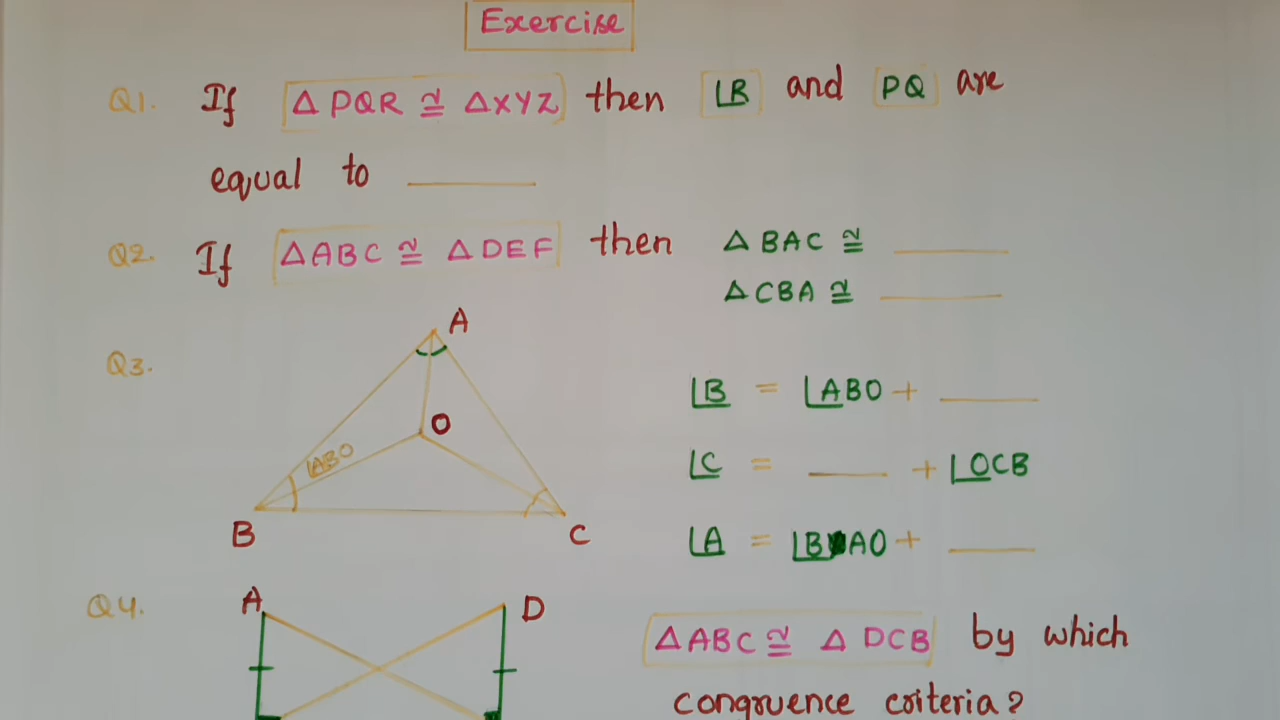 Exercise
Q1. If △PQR ≅ △XYZ then ∠B and PQ are
equal to ______
Q2. If △ABC ≅ △DEF then △BAC ≅ ______
△CBA ≅ ______
Q3.
A
O
∠ABO
B
C
∠B = ∠ABO + ______
∠C = ______ + ∠OCB
∠A = ∠BAO + ______
Q4.
A
D
△ABC ≅ △DCB by which
congruence criteria?